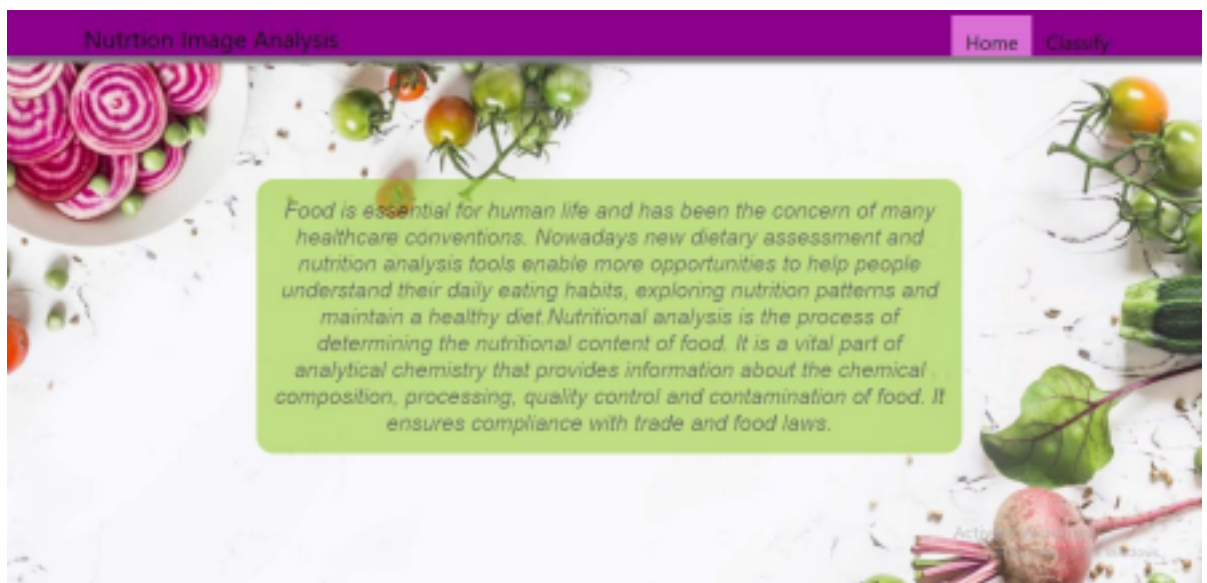 Nutrtion Image Analysis
Home
Classify
Food is essential for human life and has been the concern of many
healthcare conventions. Nowadays new dietary assessment and
nutrition analysis tools enable more opportunities to help people
understand their daily eating habits, exploring nutrition patterns and
maintain a healthy diet.Nutritional analysis is the process of
determining the nutritional content of food. It is a vital part of
analytical chemistry that provides information about the chemical
composition, processing, quality control and contamination of food. It
ensures compliance with trade and food laws.